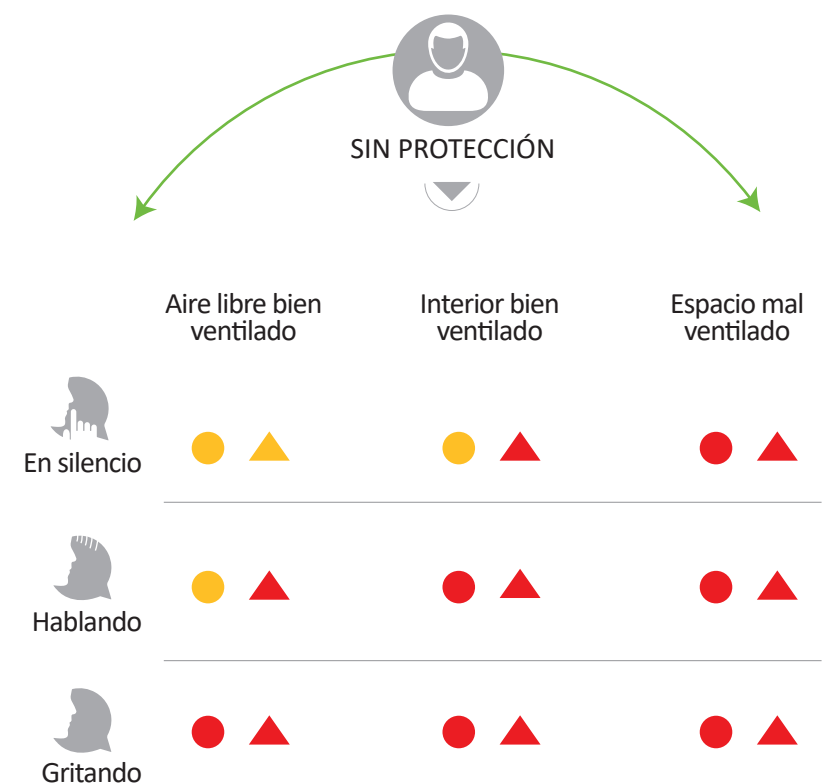 SIN PROTECCIÓN
Aire libre bien
ventilado
Interior bien
ventilado
Espacio mal
ventilado
En silencio
Hablando
Gritando